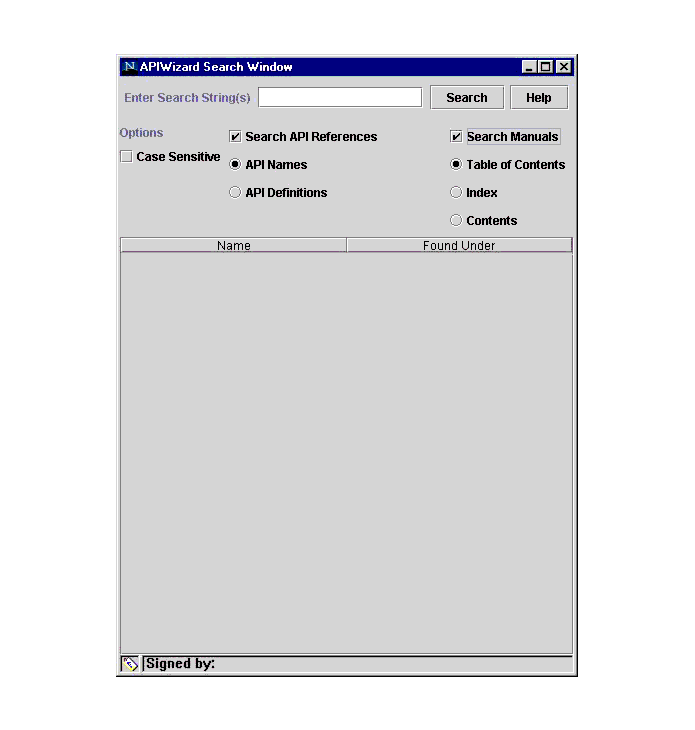 N APIWizard Search Window
Enter Search String(s) Search Help
Options
Search API References Search Manuals
Case Sensitive
API Names Table of Contents
API Definitions Index
Contents
Name Found Under
Signed by: